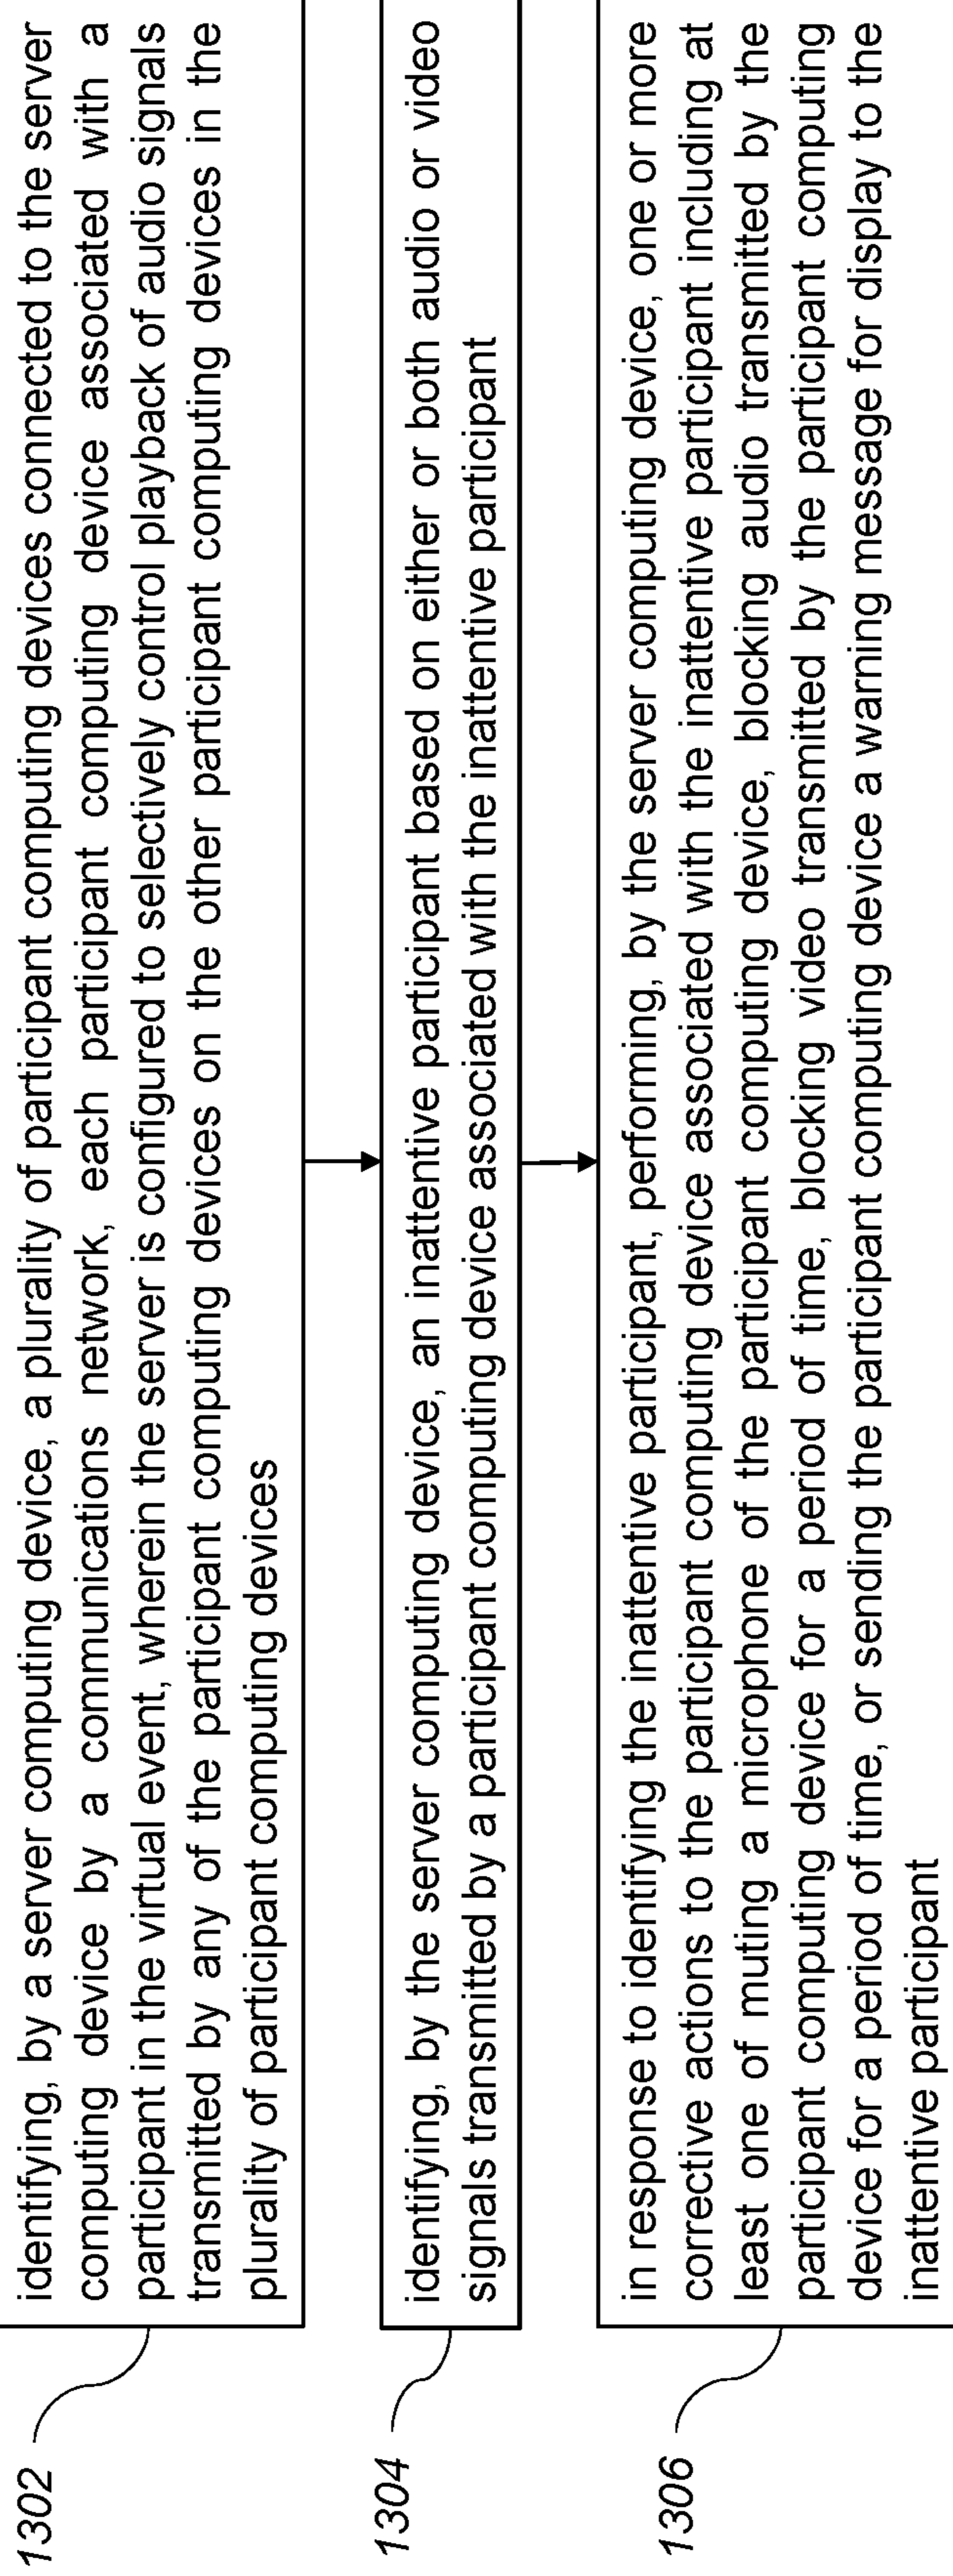 1302
identifying, by a server computing device, a plurality of participant computing devices connected to the server
computing device by a communications network, each participant computing device associated with a
participant in the virtual event, wherein the server is configured to selectively control playback of audio signals
transmitted by any of the participant computing devices on the other participant computing devices in the
plurality of participant computing devices
1304
identifying, by the server computing device, an inattentive participant based on either or both audio or video
signals transmitted by a participant computing device associated with the inattentive participant
1306
in response to identifying the inattentive participant, performing, by the server computing device, one or more
corrective actions to the participant computing device associated with the inattentive participant including at
least one of muting a microphone of the participant computing device, blocking audio transmitted by the
participant computing device for a period of time, blocking video transmitted by the participant computing
device for a period of time, or sending the participant computing device a warning message for display to the
inattentive participant